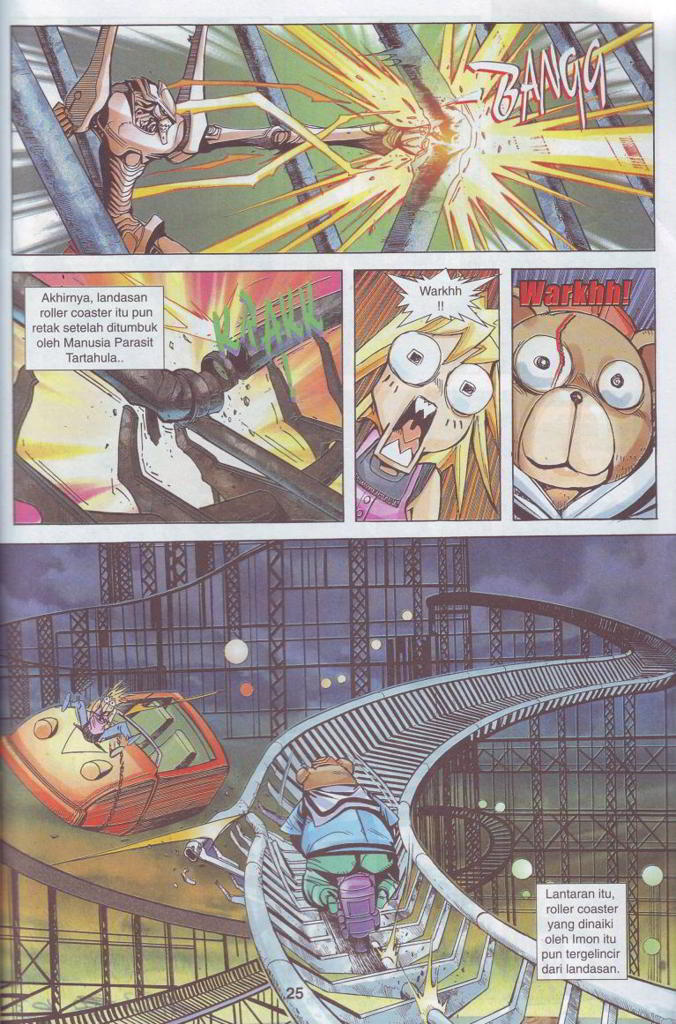 BANGG
Akhirnya, landasan
roller coaster itu pun
retak setelah ditumbuk
oleh Manusia Parasit
Tartahula..
KRAKK
Warkhh
!!
Warkhh!
Lantaran itu,
roller coaster
yang dinaiki
oleh Imon itu
pun tergelincir
dari landasan.
25